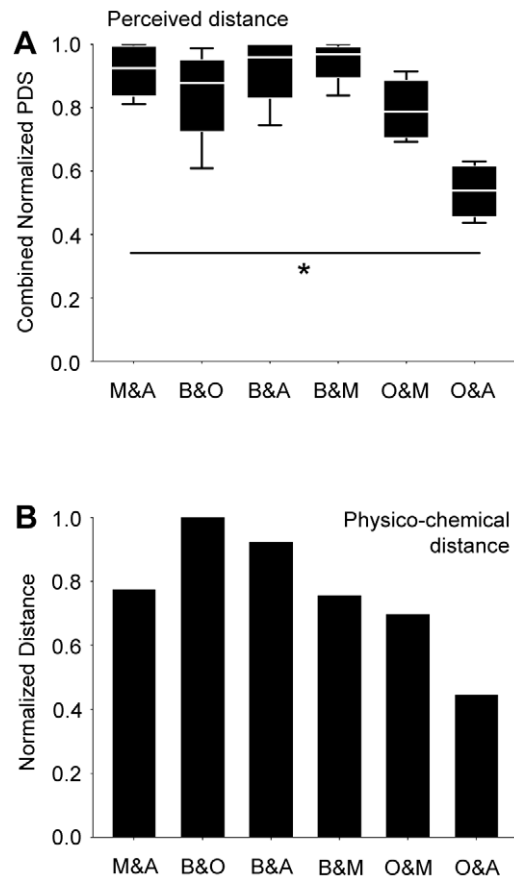 Perceived distance
A
Combined Normalized PDS
1.0
0.8
0.6
0.4
0.2
0.0
*
M&A B&O B&A B&M O&M O&A
B
Physico-chemical
distance
Normalized Distance
1.0
0.8
0.6
0.4
0.2
0.0
M&A B&O B&A B&M O&M O&A